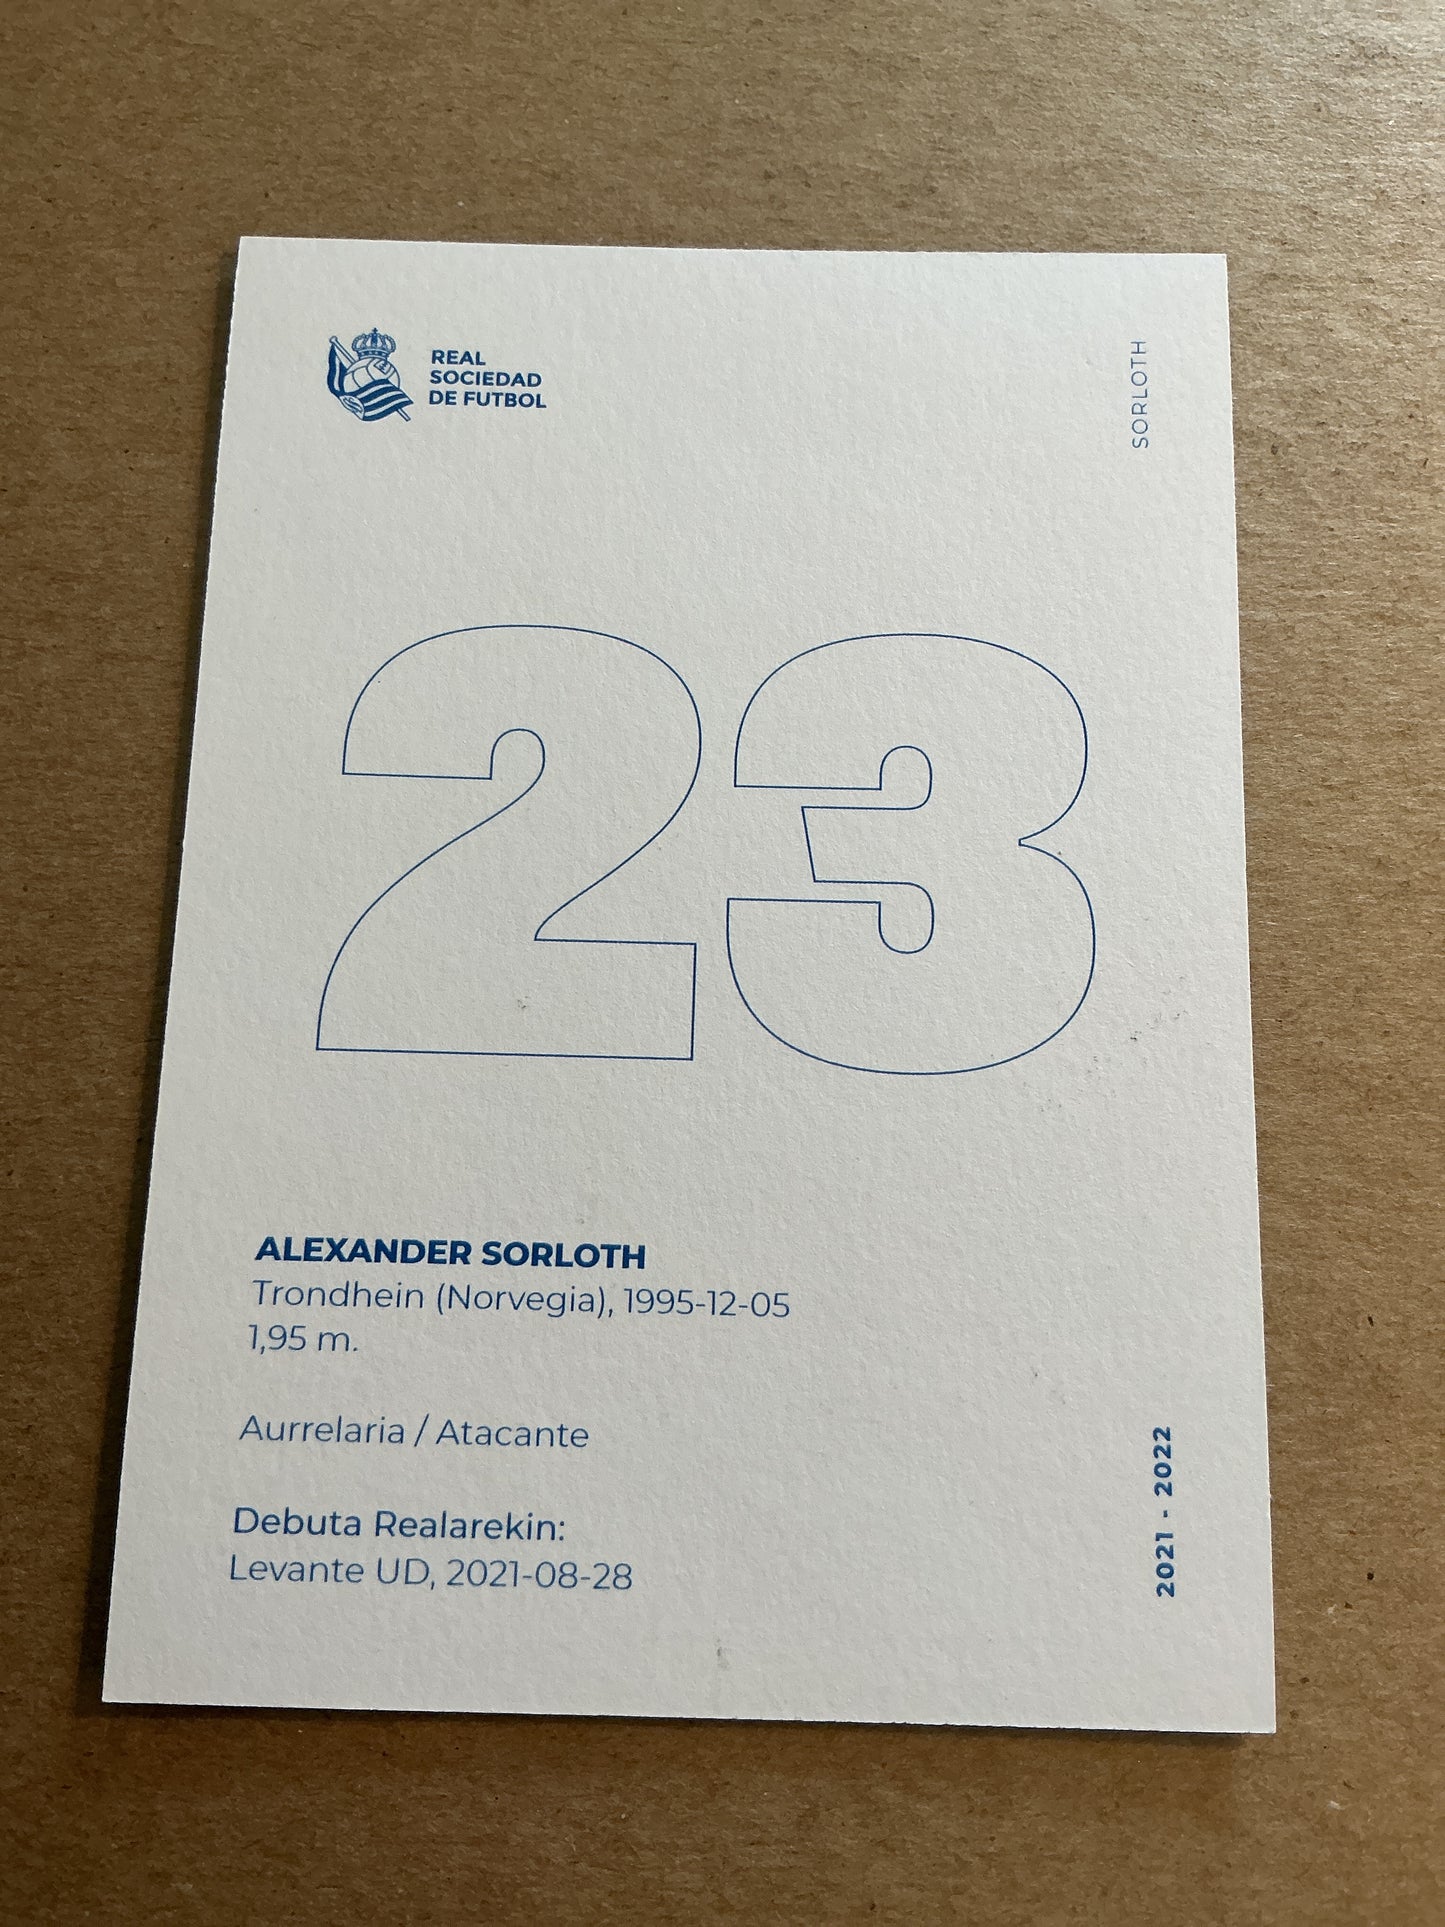 REAL
SOCIEDAD
DE FUTBOL
SORLOTH
23
ALEXANDER SORLOTH
Trondhein (Norvegia), 1995-12-05
1,95 m.
Aurrelaria / Atacante
Debuta Realarekin:
Levante UD, 2021-08-28
2021 - 2022